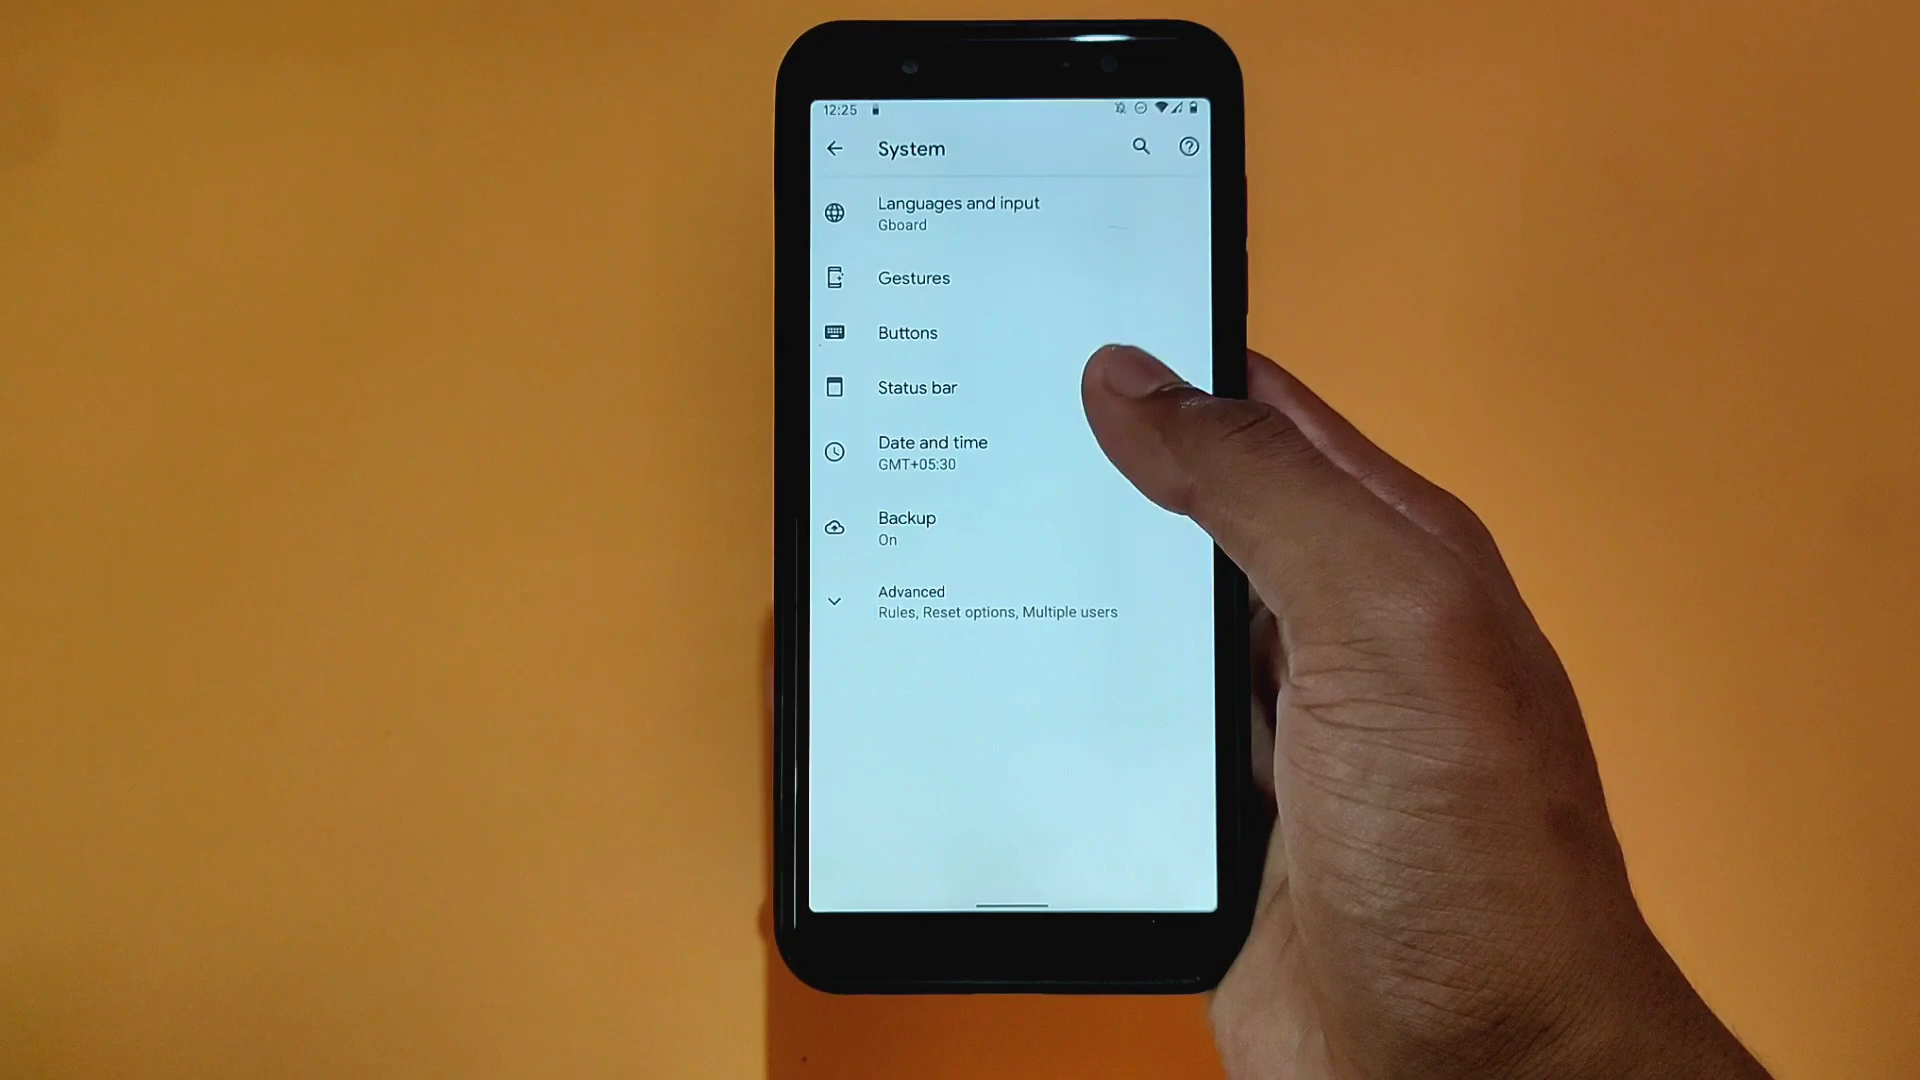 12:25
System
Languages and input
Gboard
Gestures
Buttons
Status bar
Date and time
GMT+05:30
Backup
On
Advanced
Rules, Reset options, Multiple users